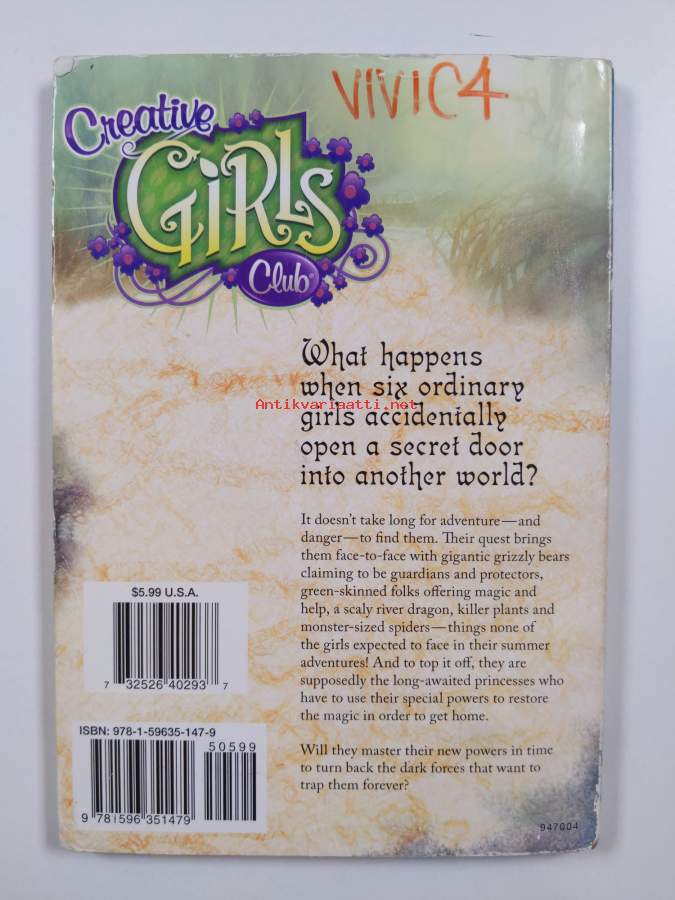 VIVIC4
Creative
GiRLS
Club®
What happens
when six ordinary
Antikvariaatti.net
girls accidentally
open a secret door
into another world?
It doesn't take long for adventure—and
danger—to find them. Their quest brings
them face-to-face with gigantic grizzly bears
claiming to be guardians and protectors,
green-skinned folks offering magic and
help, a scaly river dragon, killer plants and
monster-sized spiders—things none of
the girls expected to face in their summer
adventures! And to top it off, they are
supposedly the long-awaited princesses who
have to use their special powers to restore
the magic in order to get home.
Will they master their new powers in time
to turn back the dark forces that want to
trap them forever?
$5.99 U.S.A.
7 32526 40293 7
ISBN: 978-1-59635-147-9
50599
9 781596 351479
947004